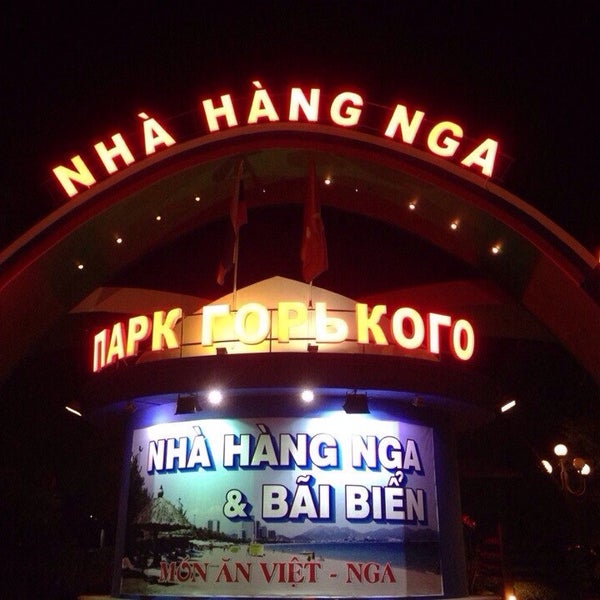 NHÀ HÀNG NGA
ПАРК ГОРЬКОГО
NHÀ HÀNG NGA
& BÃI BIỂN
MÓN ĂN VIỆT - NGA